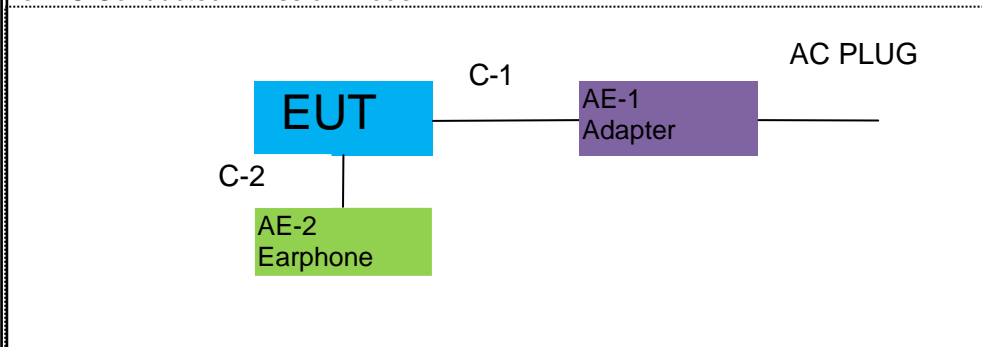 AC PLUG
C-1
EUT
AE-1
Adapter
C-2
AE-2
Earphone